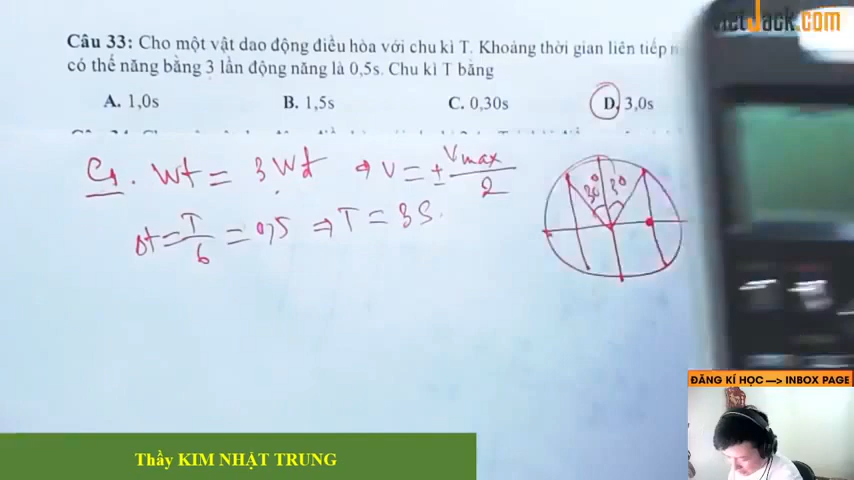 ietJack.com
Câu 33: Cho một vật dao động điều hòa với chu kì T. Khoảng thời gian liên tiếp
có thế năng bằng 3 lần động năng là 0,5s. Chu kì T bằng
A. 1,0s B. 1,5s C. 0,30s D. 3,0s
G. Wt = 3Wđ => v = ± Vmax/2
30° 30
Δt = T/6 = 0,5 => T = 3s.
ĐĂNG KÍ HỌC —> INBOX PAGE
Thầy KIM NHẬT TRUNG